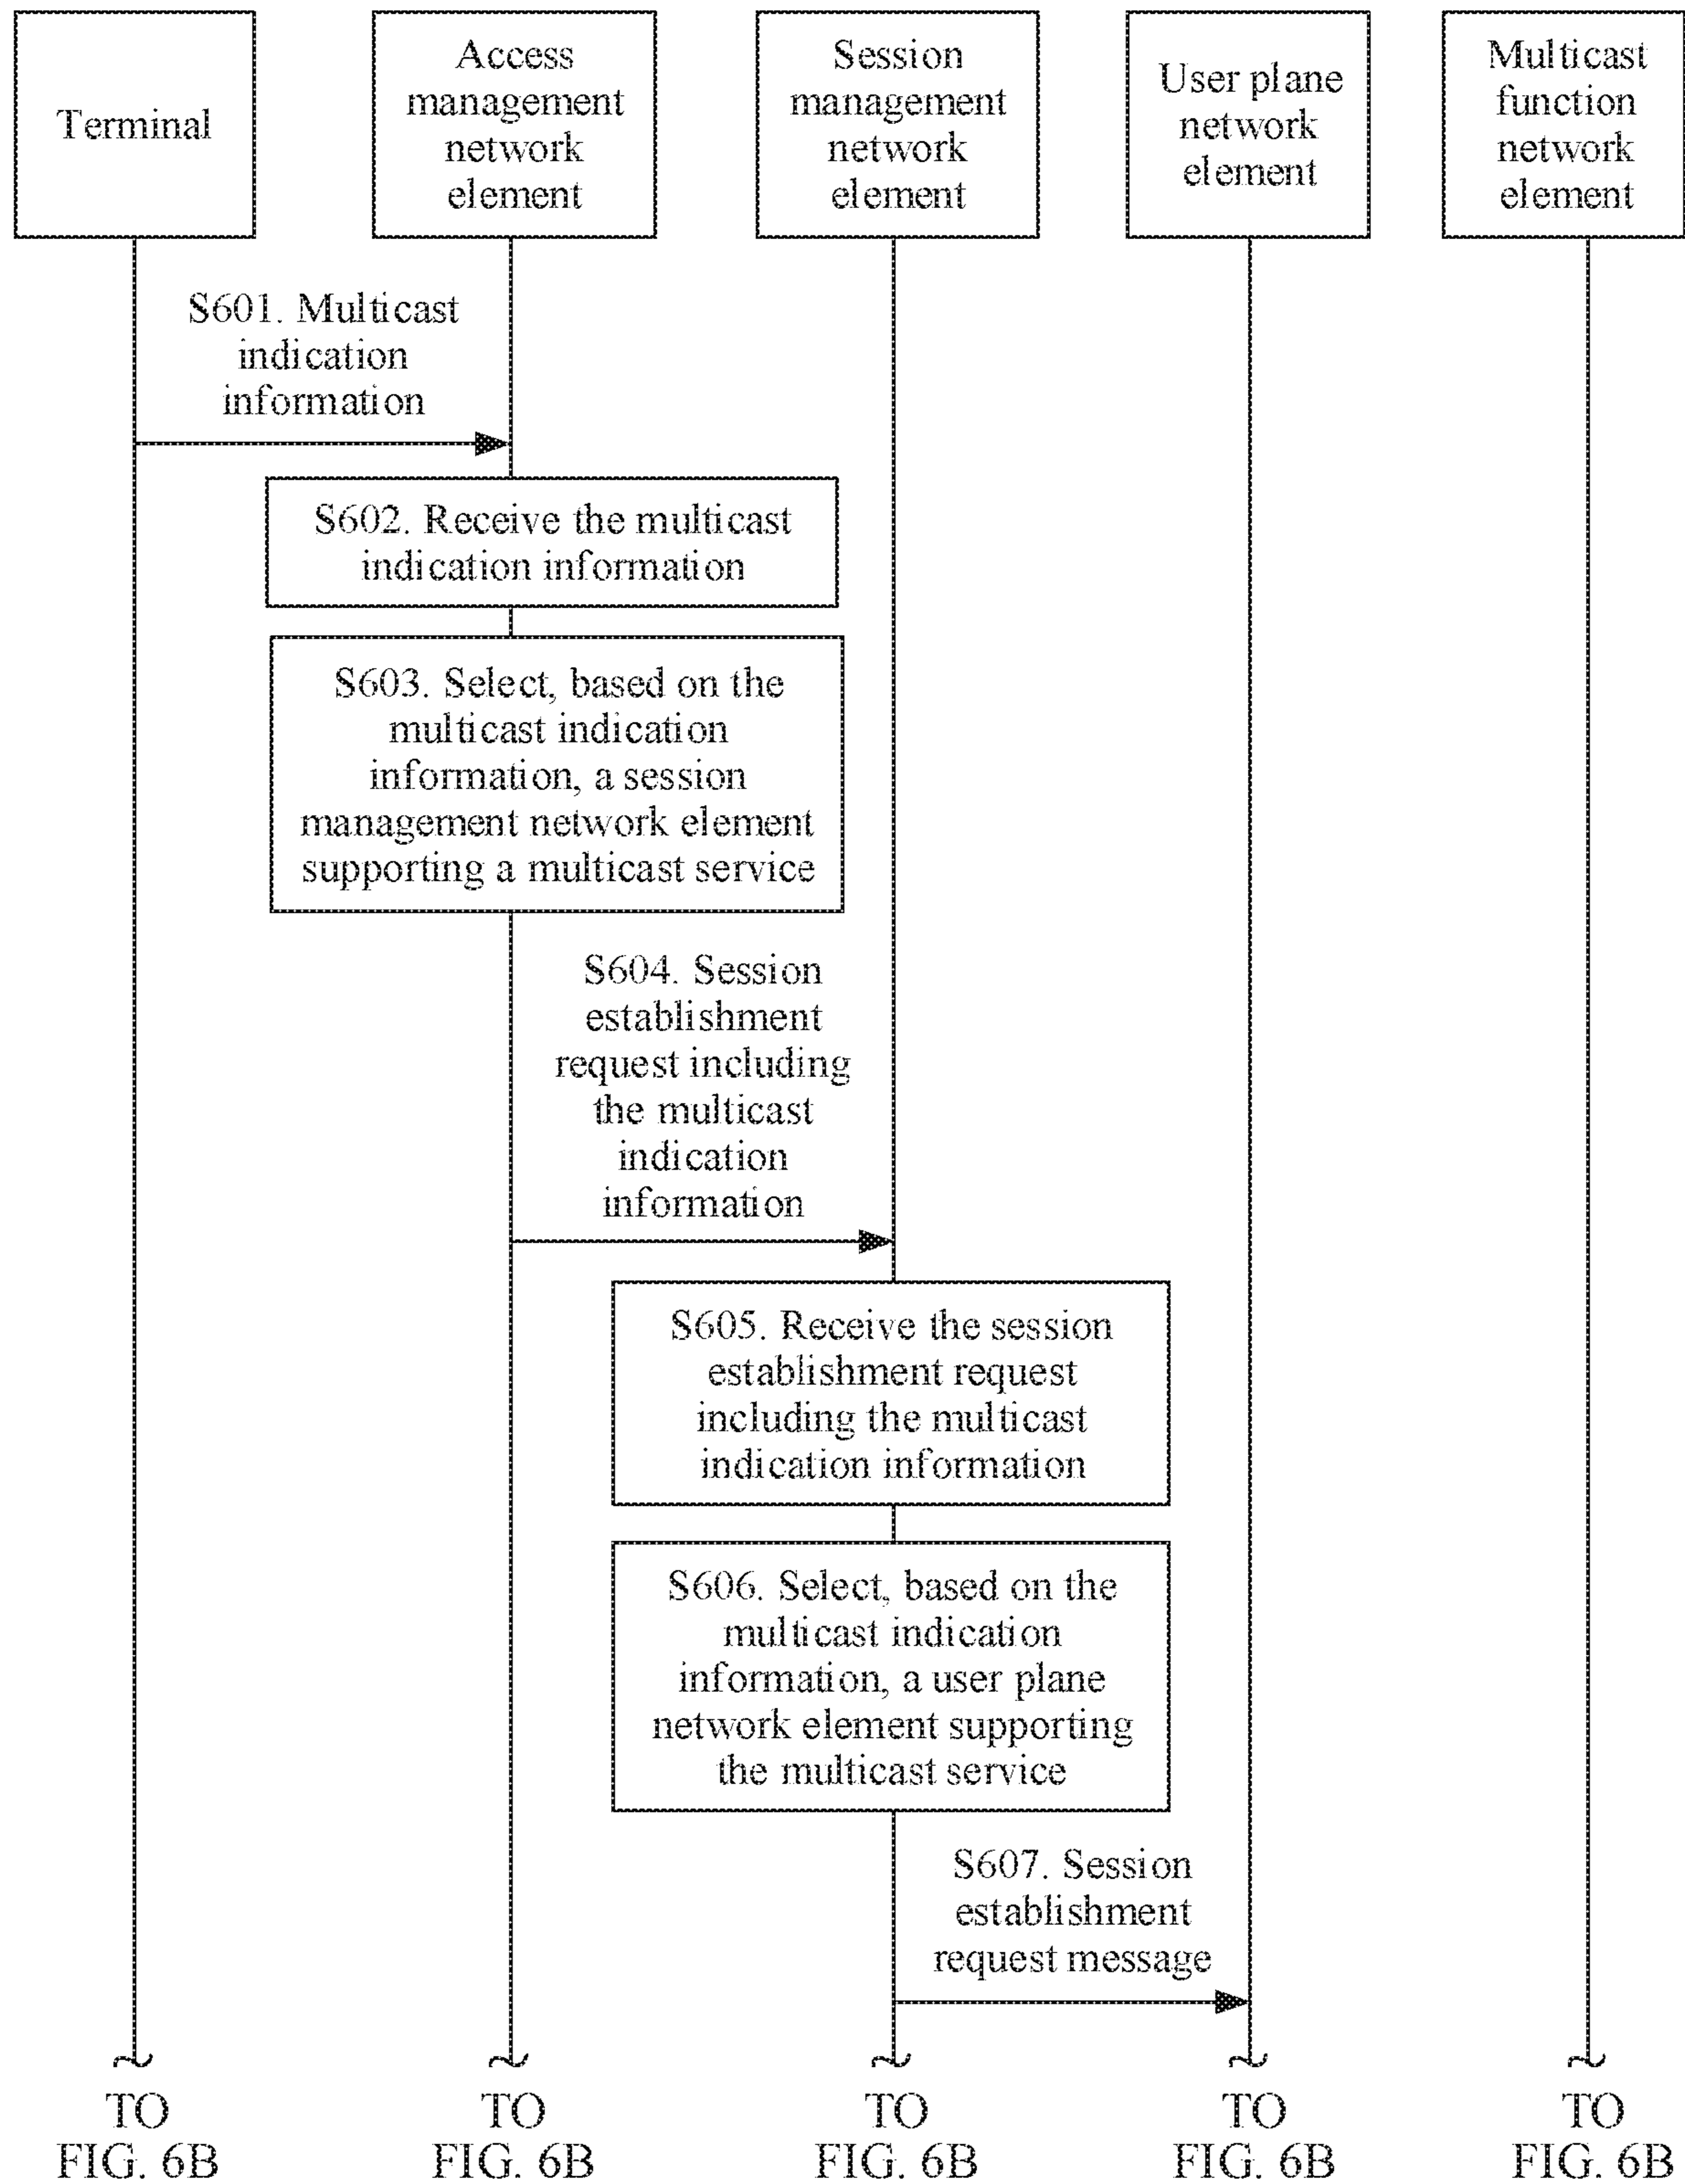 Terminal
Access
management
network
element
Session
management
network
element
User plane
network
element
Multicast
function
network
element
S601. Multicast
indication
information
S602. Receive the multicast
indication information
S603. Select, based on the
multicast indication
information, a session
management network element
supporting a multicast service
S604. Session
establishment
request including
the multicast
indication
information
S605. Receive the session
establishment request
including the multicast
indication information
S606. Select, based on the
multicast indication
information, a user plane
network element supporting
the multicast service
S607. Session
establishment
request message
TO
FIG. 6B
TO
FIG. 6B
TO
FIG. 6B
TO
FIG. 6B
TO
FIG. 6B